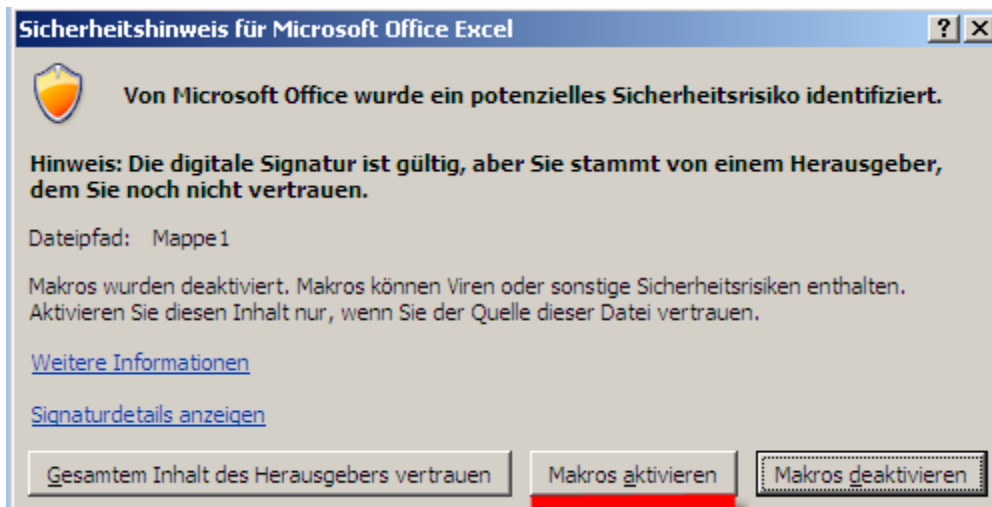 Sicherheitshinweis für Microsoft Office Excel
Von Microsoft Office wurde ein potenzielles Sicherheitsrisiko identifiziert.
Hinweis: Die digitale Signatur ist gültig, aber Sie stammt von einem Herausgeber,
dem Sie noch nicht vertrauen.
Dateipfad: Mappe1
Makros wurden deaktiviert. Makros können Viren oder sonstige Sicherheitsrisiken enthalten.
Aktivieren Sie diesen Inhalt nur, wenn Sie der Quelle dieser Datei vertrauen.
Weitere Informationen
Signaturdetails anzeigen
Gesamtem Inhalt des Herausgebers vertrauen Makros aktivieren Makros deaktivieren